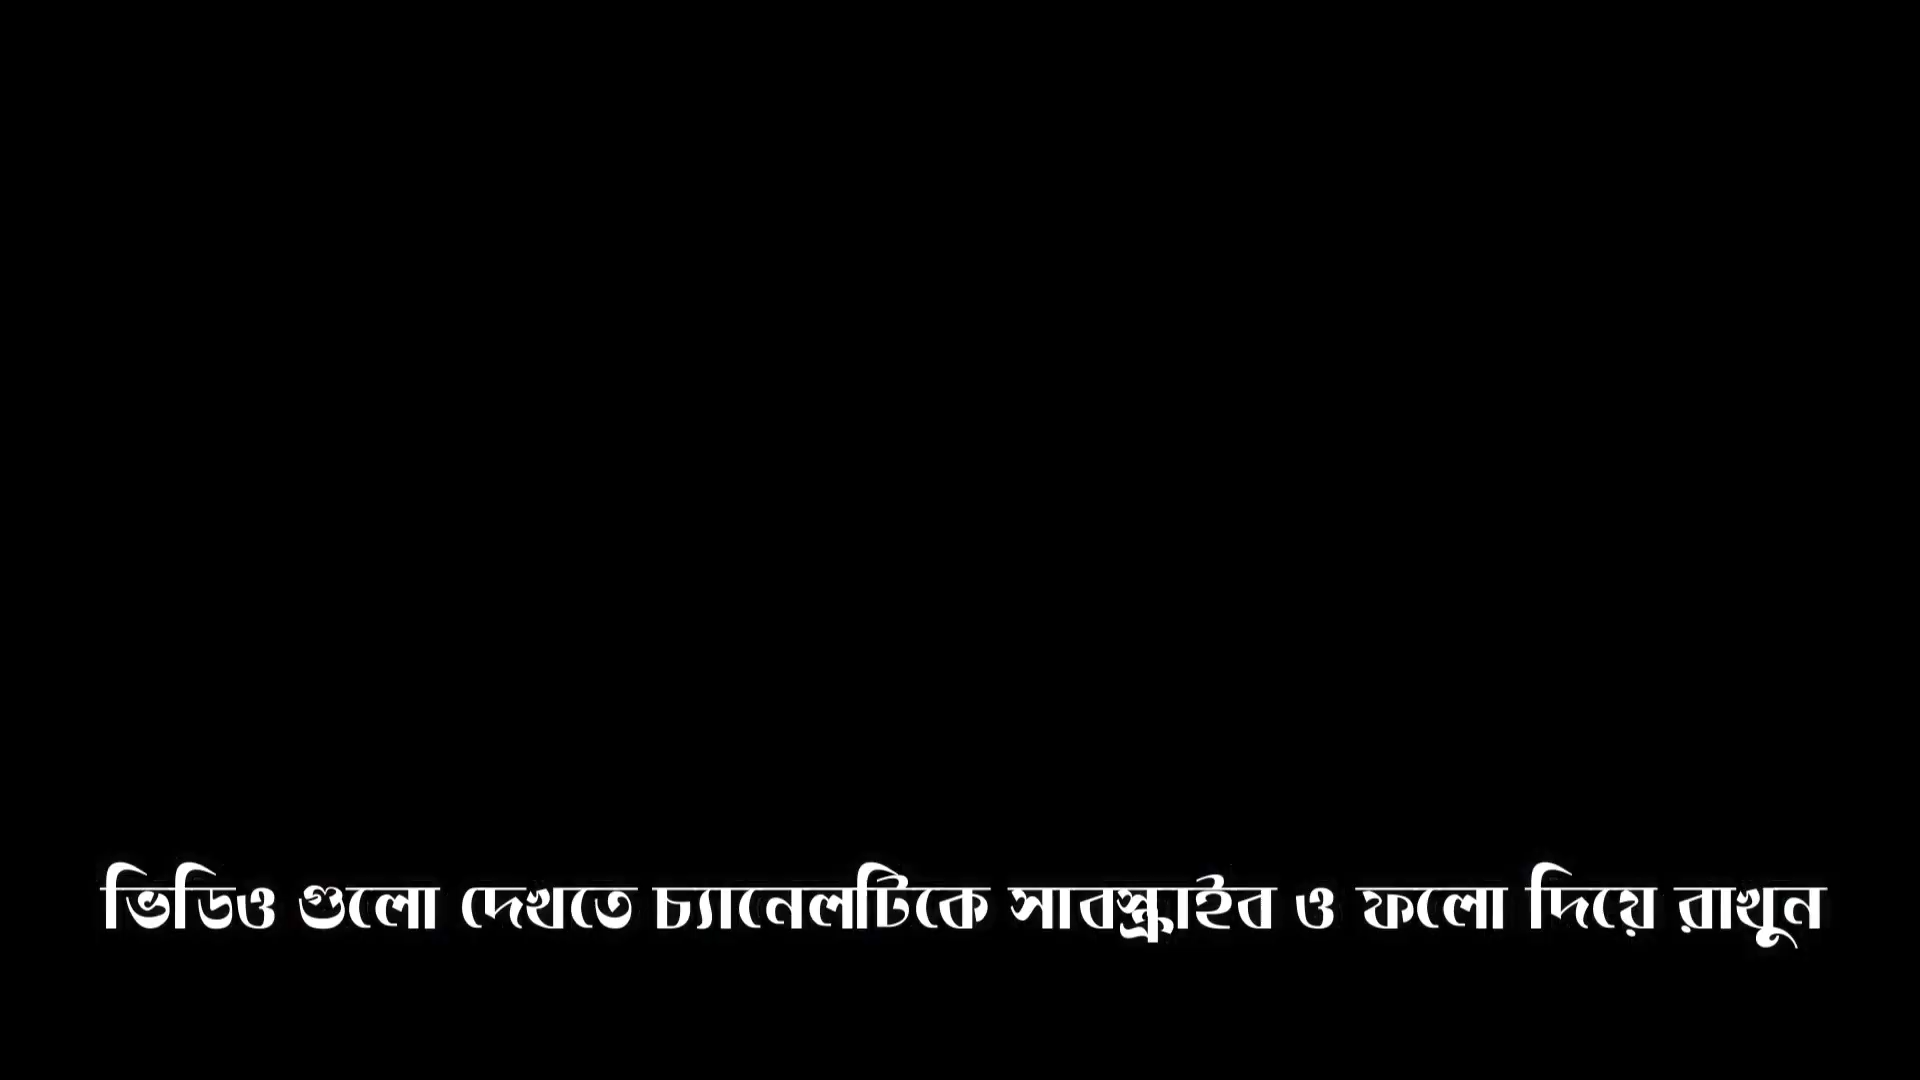 ভিডিও গুলো দেখতে চ্যানেলটিকে সাবস্ক্রাইব ও ফলো দিয়ে রাখুন